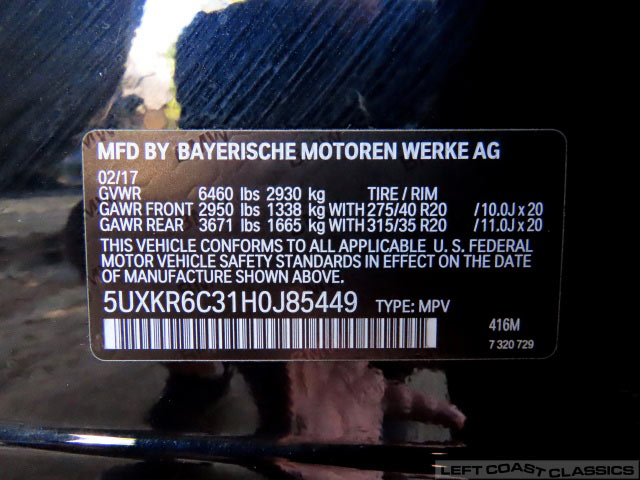 MFD BY BAYERISCHE MOTOREN WERKE AG
02/17
GVWR 6460 lbs 2930 kg TIRE / RIM
GAWR FRONT 2950 lbs 1338 kg WITH 275/40 R20 /10.0J x 20
GAWR REAR 3671 lbs 1665 kg WITH 315/35 R20 /11.0J x 20
THIS VEHICLE CONFORMS TO ALL APPLICABLE U. S. FEDERAL
MOTOR VEHICLE SAFETY STANDARDS IN EFFECT ON THE DATE
OF MANUFACTURE SHOWN ABOVE.
5UXKR6C31H0J85449 TYPE: MPV
416M
7 320 729
LEFT COAST CLASSICS